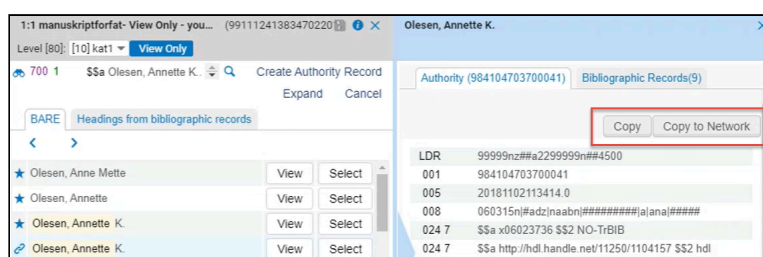 1:1 manuskriptforfat- View Only - you... (99111241383470220
Level [80]: [10] kat1 View Only
700 1 $$a Olesen, Annette K.. Create Authority Record
Expand Cancel
BARE Headings from bibliographic records
Olesen, Anne Mette View Select
Olesen, Annette View Select
Olesen, Annette K. View Select
Olesen, Annette K. View Select
Olesen, Annette K.
Authority (984104703700041) Bibliographic Records(9)
Copy Copy to Network
LDR 99999nz##a2299999n##4500
001 984104703700041
005 20181102113414.0
008 060315n|#adz|naabn|#########|a|ana|#####
024 7 $$a x06023736 $$2 NO-TrBIB
024 7 $$a http://hdl.handle.net/11250/1104157 $$2 hdl